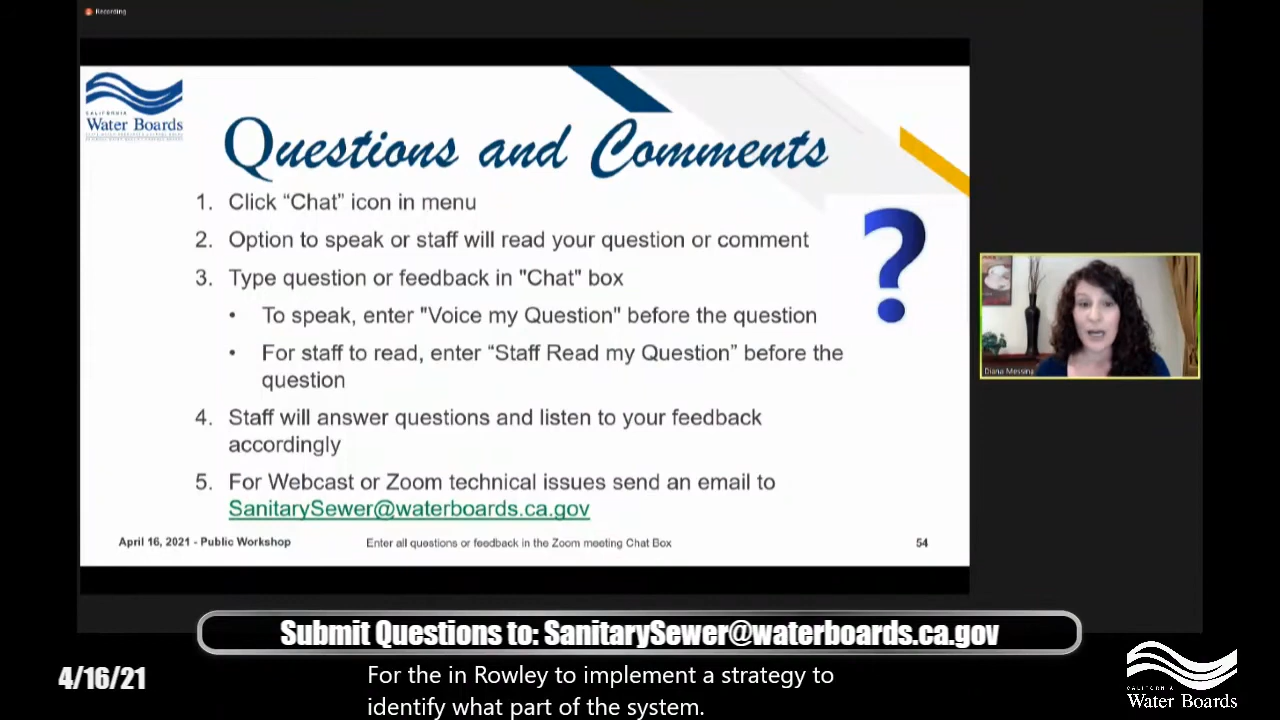 Recording
CALIFORNIA
Water Boards
Questions and Comments
1. Click “Chat” icon in menu
2. Option to speak or staff will read your question or comment
3. Type question or feedback in "Chat" box
• To speak, enter "Voice my Question" before the question
• For staff to read, enter “Staff Read my Question” before the
question
4. Staff will answer questions and listen to your feedback
accordingly
5. For Webcast or Zoom technical issues send an email to
SanitarySewer@waterboards.ca.gov
April 16, 2021 - Public Workshop
Enter all questions or feedback in the Zoom meeting Chat Box
54
?
Diana Messina
Submit Questions to: SanitarySewer@waterboards.ca.gov
4/16/21
For the in Rowley to implement a strategy to
identify what part of the system.
CALIFORNIA
Water Boards